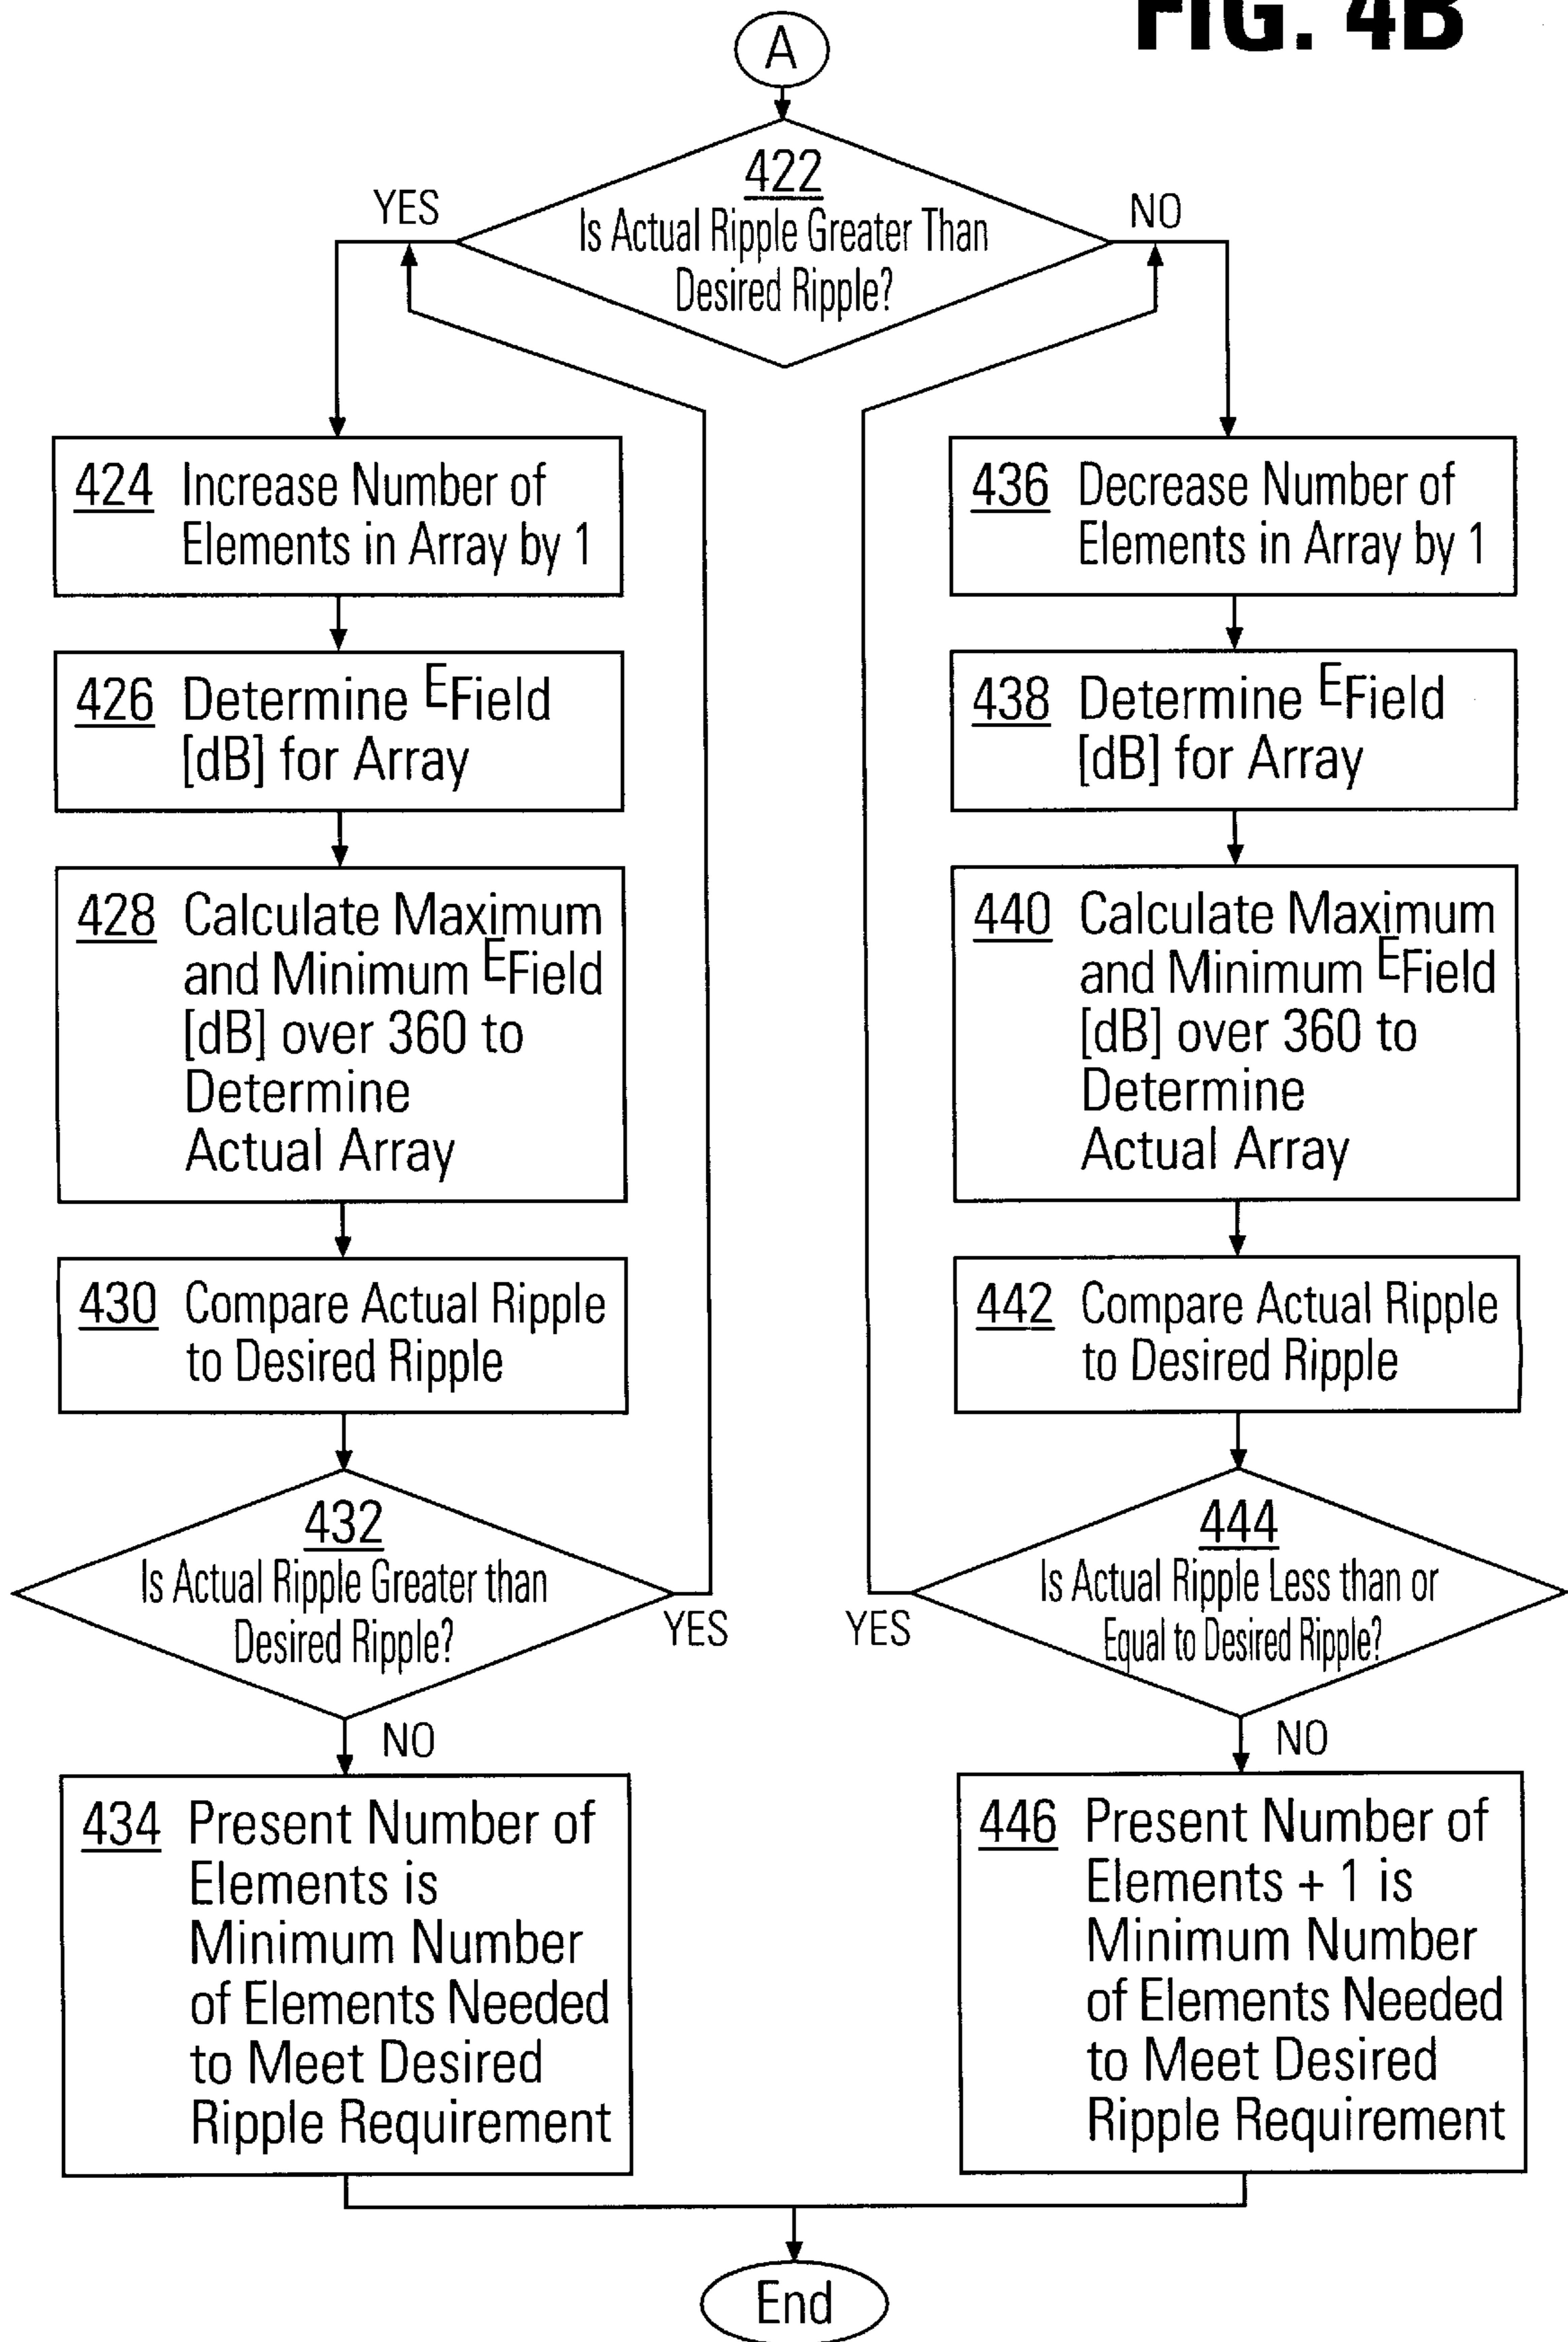 FIG. 4B
A
422
Is Actual Ripple Greater Than
Desired Ripple?
YES
NO
424 Increase Number of
Elements in Array by 1
426 Determine EField
[dB] for Array
428 Calculate Maximum
and Minimum EField
[dB] over 360 to
Determine
Actual Array
430 Compare Actual Ripple
to Desired Ripple
432
Is Actual Ripple Greater than
Desired Ripple?
YES
NO
434 Present Number of
Elements is
Minimum Number
of Elements Needed
to Meet Desired
Ripple Requirement
436 Decrease Number of
Elements in Array by 1
438 Determine EField
[dB] for Array
440 Calculate Maximum
and Minimum EField
[dB] over 360 to
Determine
Actual Array
442 Compare Actual Ripple
to Desired Ripple
444
Is Actual Ripple Less than or
Equal to Desired Ripple?
YES
NO
446 Present Number of
Elements + 1 is
Minimum Number
of Elements Needed
to Meet Desired
Ripple Requirement
End